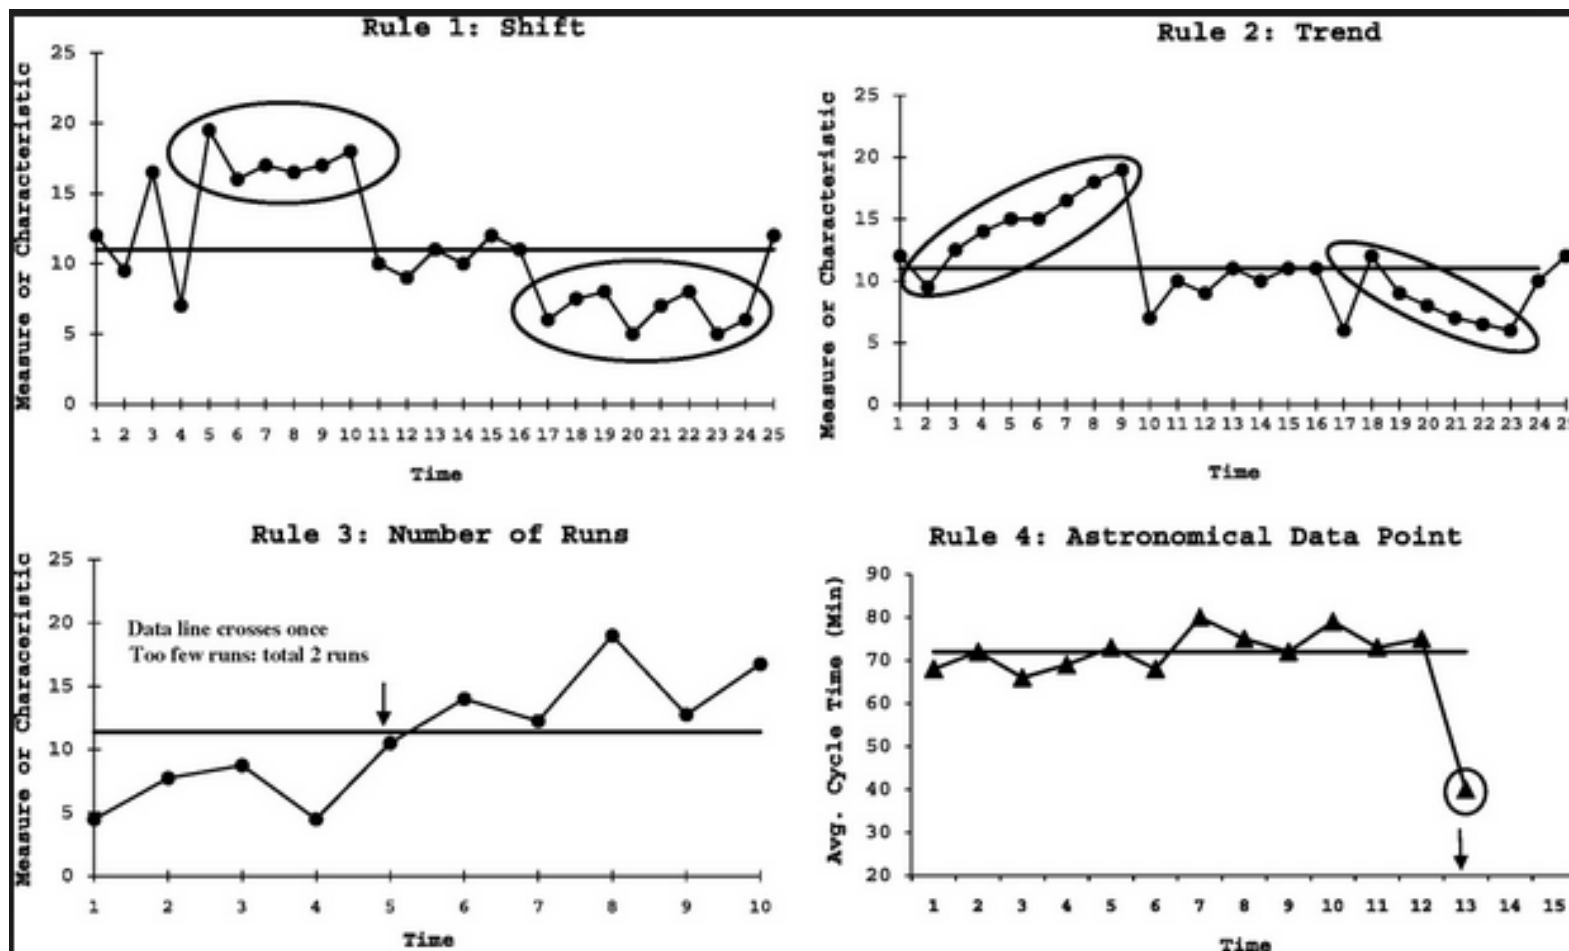 Rule 1: Shift
Measure or Characteristic
25
20
15
10
5
0
1 2 3 4 5 6 7 8 9 10 11 12 13 14 15 16 17 18 19 20 21 22 23 24 25
Time
Rule 2: Trend
Measure or Characteristic
25
20
15
10
5
0
1 2 3 4 5 6 7 8 9 10 11 12 13 14 15 16 17 18 19 20 21 22 23 24
Time
Rule 3: Number of Runs
Measure or Characeristic
25
20
15
10
5
0
Data line crosses once
Too few runs: total 2 runs
1 2 3 4 5 6 7 8 9 10
Time
Rule 4: Astronomical Data Point
Avg. Cycle Time (Min)
90
80
70
60
50
40
30
20
1 2 3 4 5 6 7 8 9 10 11 12 13 14 15
Time